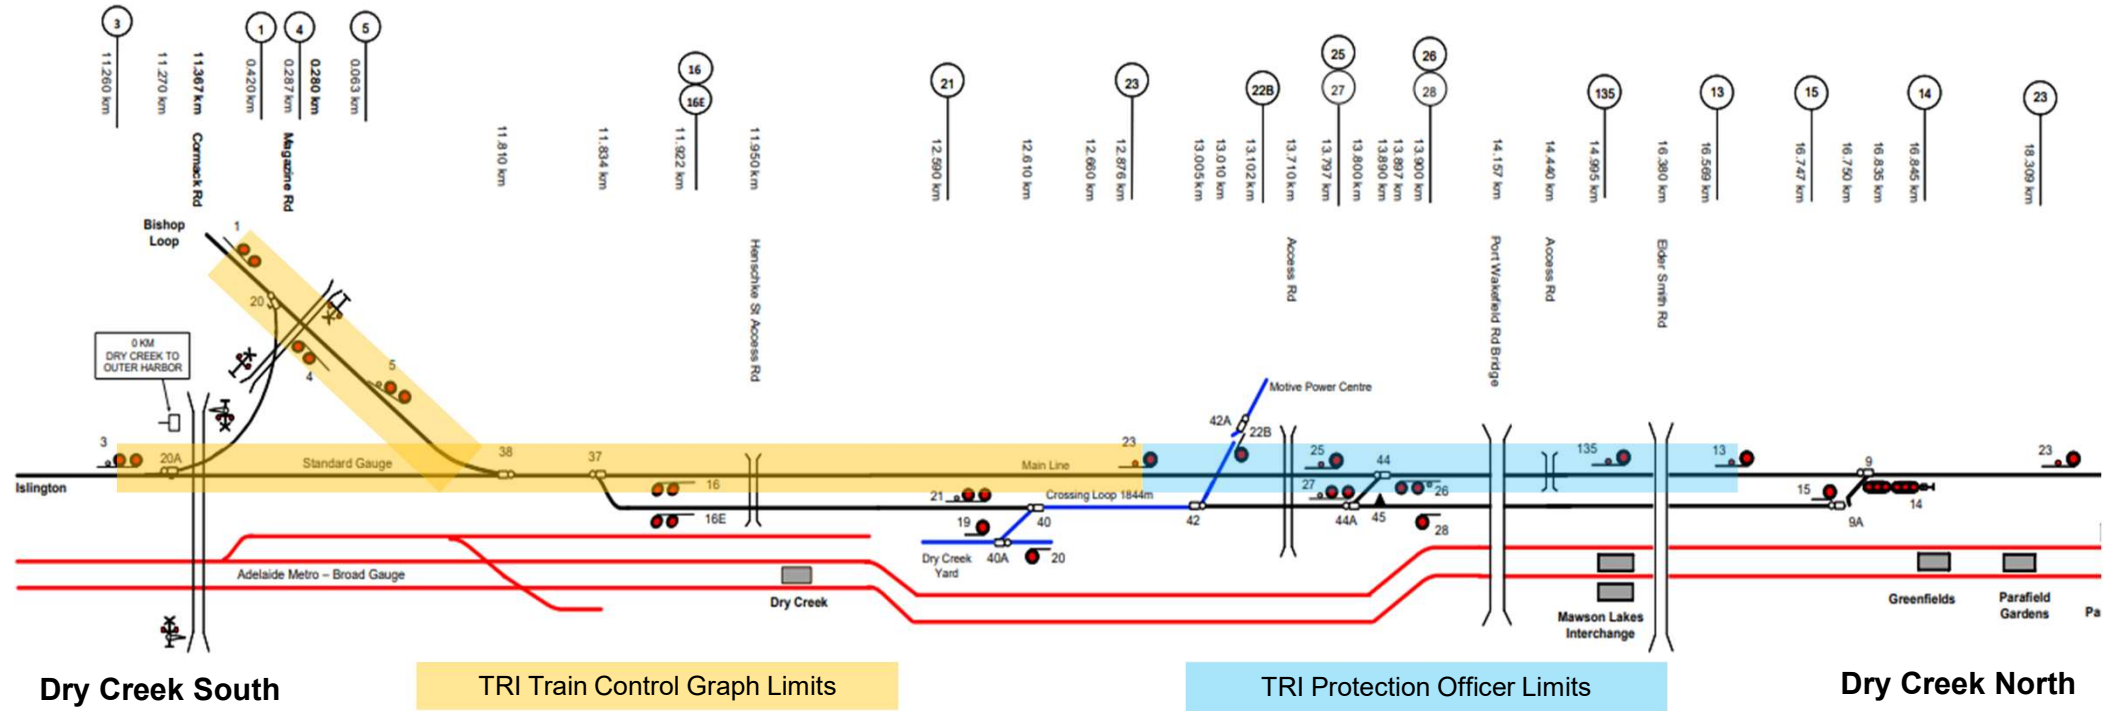 3
1
4
5
16
16E
21
23
22B
25
27
26
28
135
13
15
14
23
11.260 km
11.270 km
11.367 km Cormack Rd
0.420 km
0.287 km
0.280 km
Magazine Rd
0.063 km
11.810 km
11.834 km
11.922 km
11.950 km Henschke St Access Rd
12.590 km
12.610 km
12.660 km
12.876 km
13.005 km
13.010 km
13.102 km
13.710 km Access Rd
13.797 km
13.800 km
13.890 km
13.897 km
13.900 km
14.157 km Port Wakefield Rd Bridge
14.440 km Access Rd
14.995 km
16.380 km Elder Smith Rd
16.569 km
16.747 km
16.750 km
16.835 km
16.845 km
18.309 km
Bishop
Loop
1
20
4
5
0 KM
DRY CREEK TO
OUTER HARBOR
3
20A
Standard Gauge
38
37
16
16E
21
19
Main Line
23
Crossing Loop 1844m
40
Dry Creek
Yard
40A
20
42
42A
22B
Motive Power Centre
25
27
44
44A
45
26
28
135
13
15
9
9A
14
23
Islington
Adelaide Metro – Broad Gauge
Dry Creek
Mawson Lakes
Interchange
Greenfields
Parafield
Gardens
Pa
Dry Creek South
TRI Train Control Graph Limits
TRI Protection Officer Limits
Dry Creek North